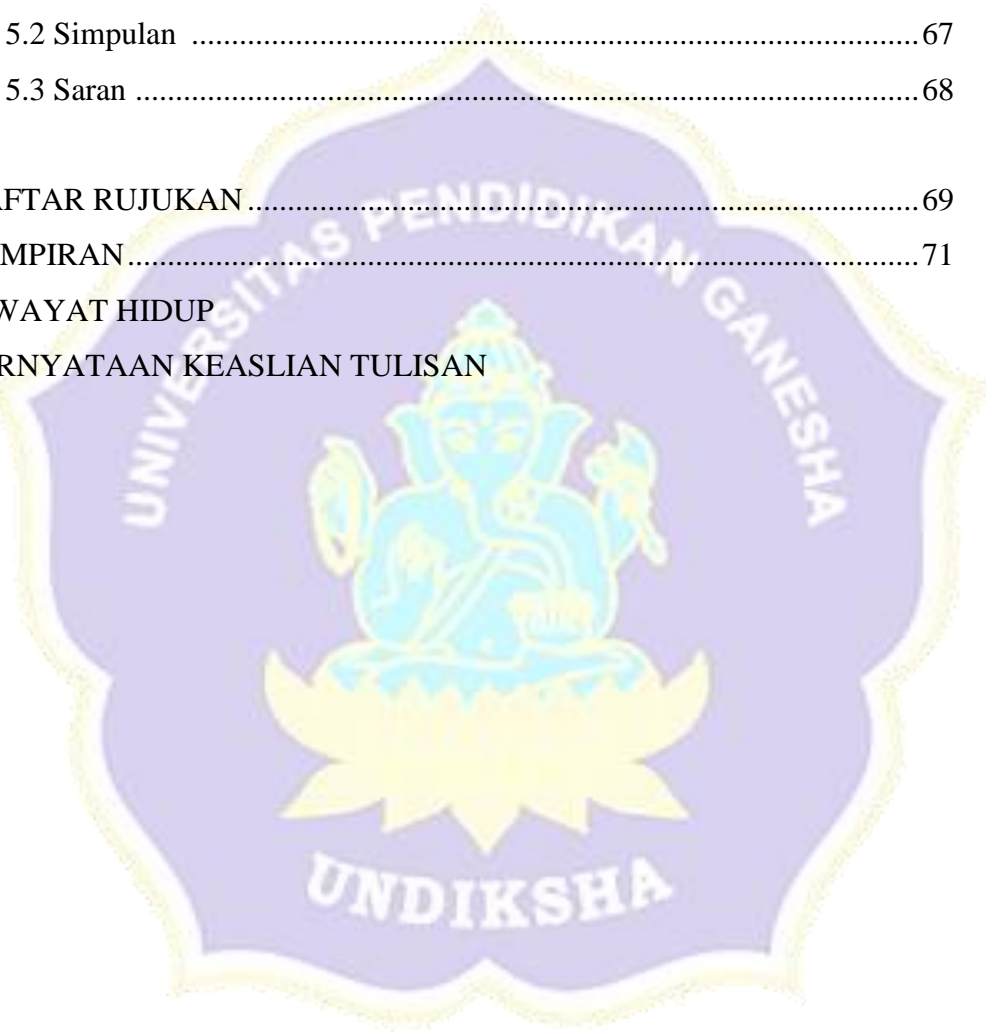 5.2 Simpulan ........................................................................................... 67
5.3 Saran .................................................................................................. 68
AFTAR RUJUKAN .................................................................................... 69
MPIRAN ................................................................................................... 71
WAYAT HIDUP
RNYATAAN KEASLIAN TULISAN
UNIVERSITAS PENDIDIKAN GANESHA
UNDIKSHA